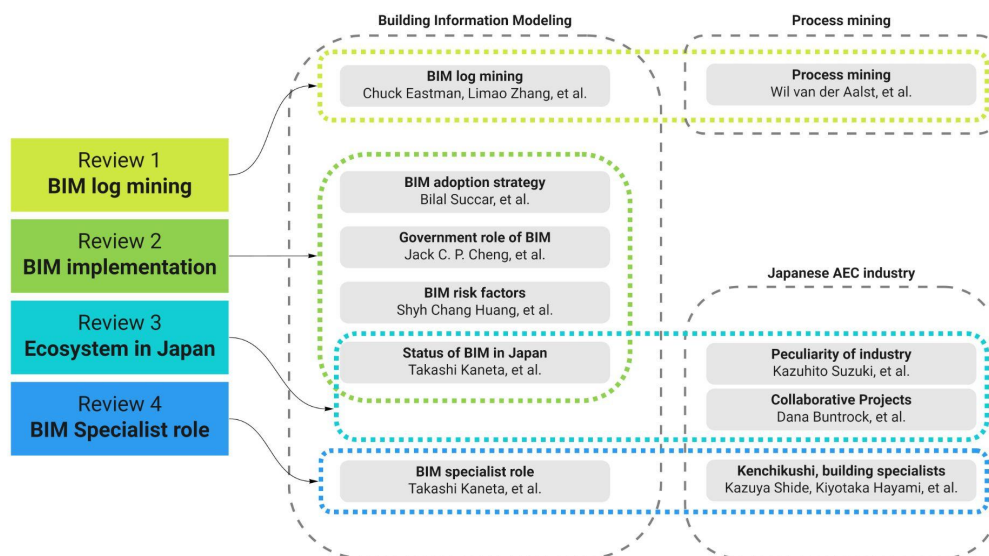 Building Information Modeling
Process mining
BIM log mining
Chuck Eastman, Limao Zhang, et al.
Process mining
Wil van der Aalst, et al.
Review 1
BIM log mining
Review 2
BIM implementation
Review 3
Ecosystem in Japan
Review 4
BIM Specialist role
BIM adoption strategy
Bilal Succar, et al.
Government role of BIM
Jack C. P. Cheng, et al.
BIM risk factors
Shyh Chang Huang, et al.
Status of BIM in Japan
Takashi Kaneta, et al.
Japanese AEC industry
Peculiarity of industry
Kazuhito Suzuki, et al.
Collaborative Projects
Dana Buntrock, et al.
BIM specialist role
Takashi Kaneta, et al.
Kenchikushi, building specialists
Kazuya Shide, Kiyotaka Hayami, et al.